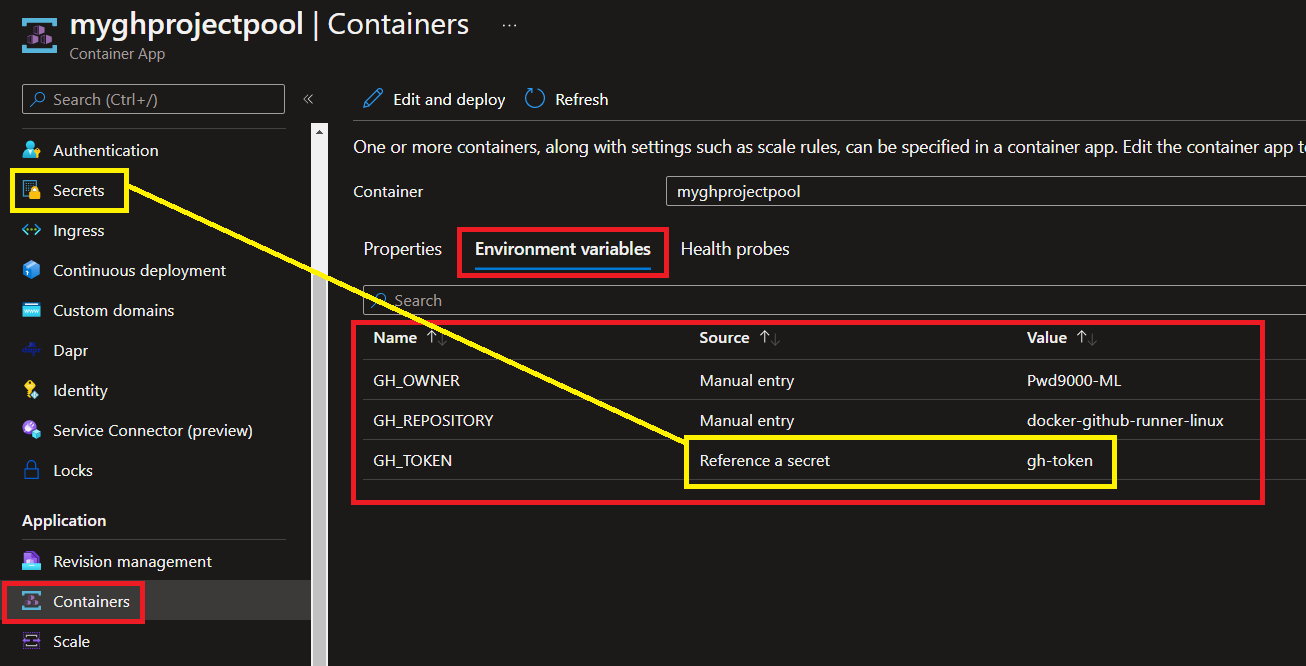 myghprojectpool | Containers ...
Container App
Search (Ctrl+/)
«
Authentication
Secrets
Ingress
Continuous deployment
Custom domains
Dapr
Identity
Service Connector (preview)
Locks
Application
Revision management
Containers
Scale
Edit and deploy Refresh
One or more containers, along with settings such as scale rules, can be specified in a container app. Edit the container app t
Container myghprojectpool
Properties Environment variables Health probes
Search
Name ↑↓ Source ↑↓ Value ↑↓
GH_OWNER Manual entry Pwd9000-ML
GH_REPOSITORY Manual entry docker-github-runner-linux
GH_TOKEN Reference a secret gh-token